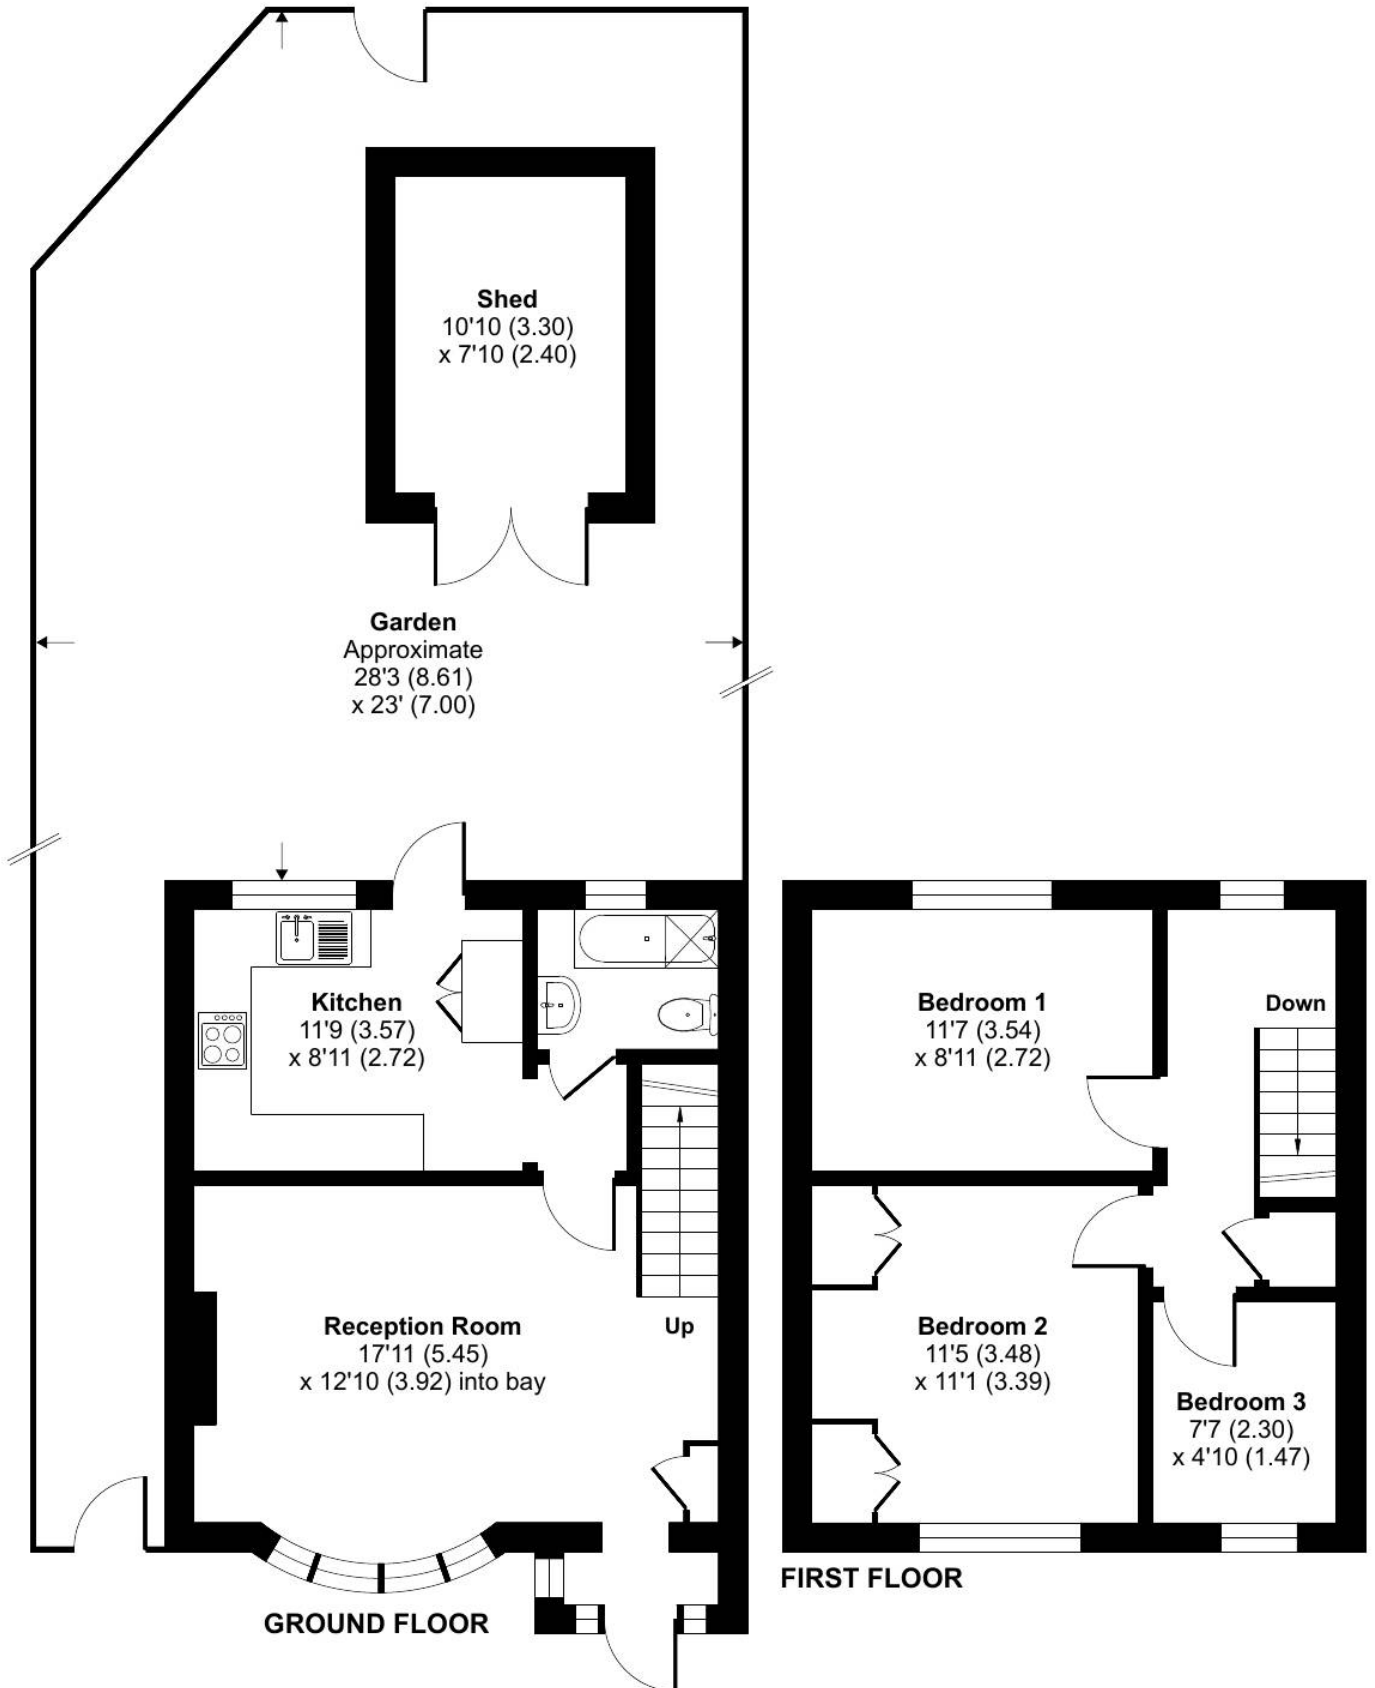 Shed
10'10 (3.30)
x 7'10 (2.40)
Garden
Approximate
28'3 (8.61)
x 23' (7.00)
Kitchen
11'9 (3.57)
x 8'11 (2.72)
Reception Room
17'11 (5.45)
x 12'10 (3.92) into bay
Up
GROUND FLOOR
Bedroom 1
11'7 (3.54)
x 8'11 (2.72)
Down
Bedroom 2
11'5 (3.48)
x 11'1 (3.39)
Bedroom 3
7'7 (2.30)
x 4'10 (1.47)
FIRST FLOOR